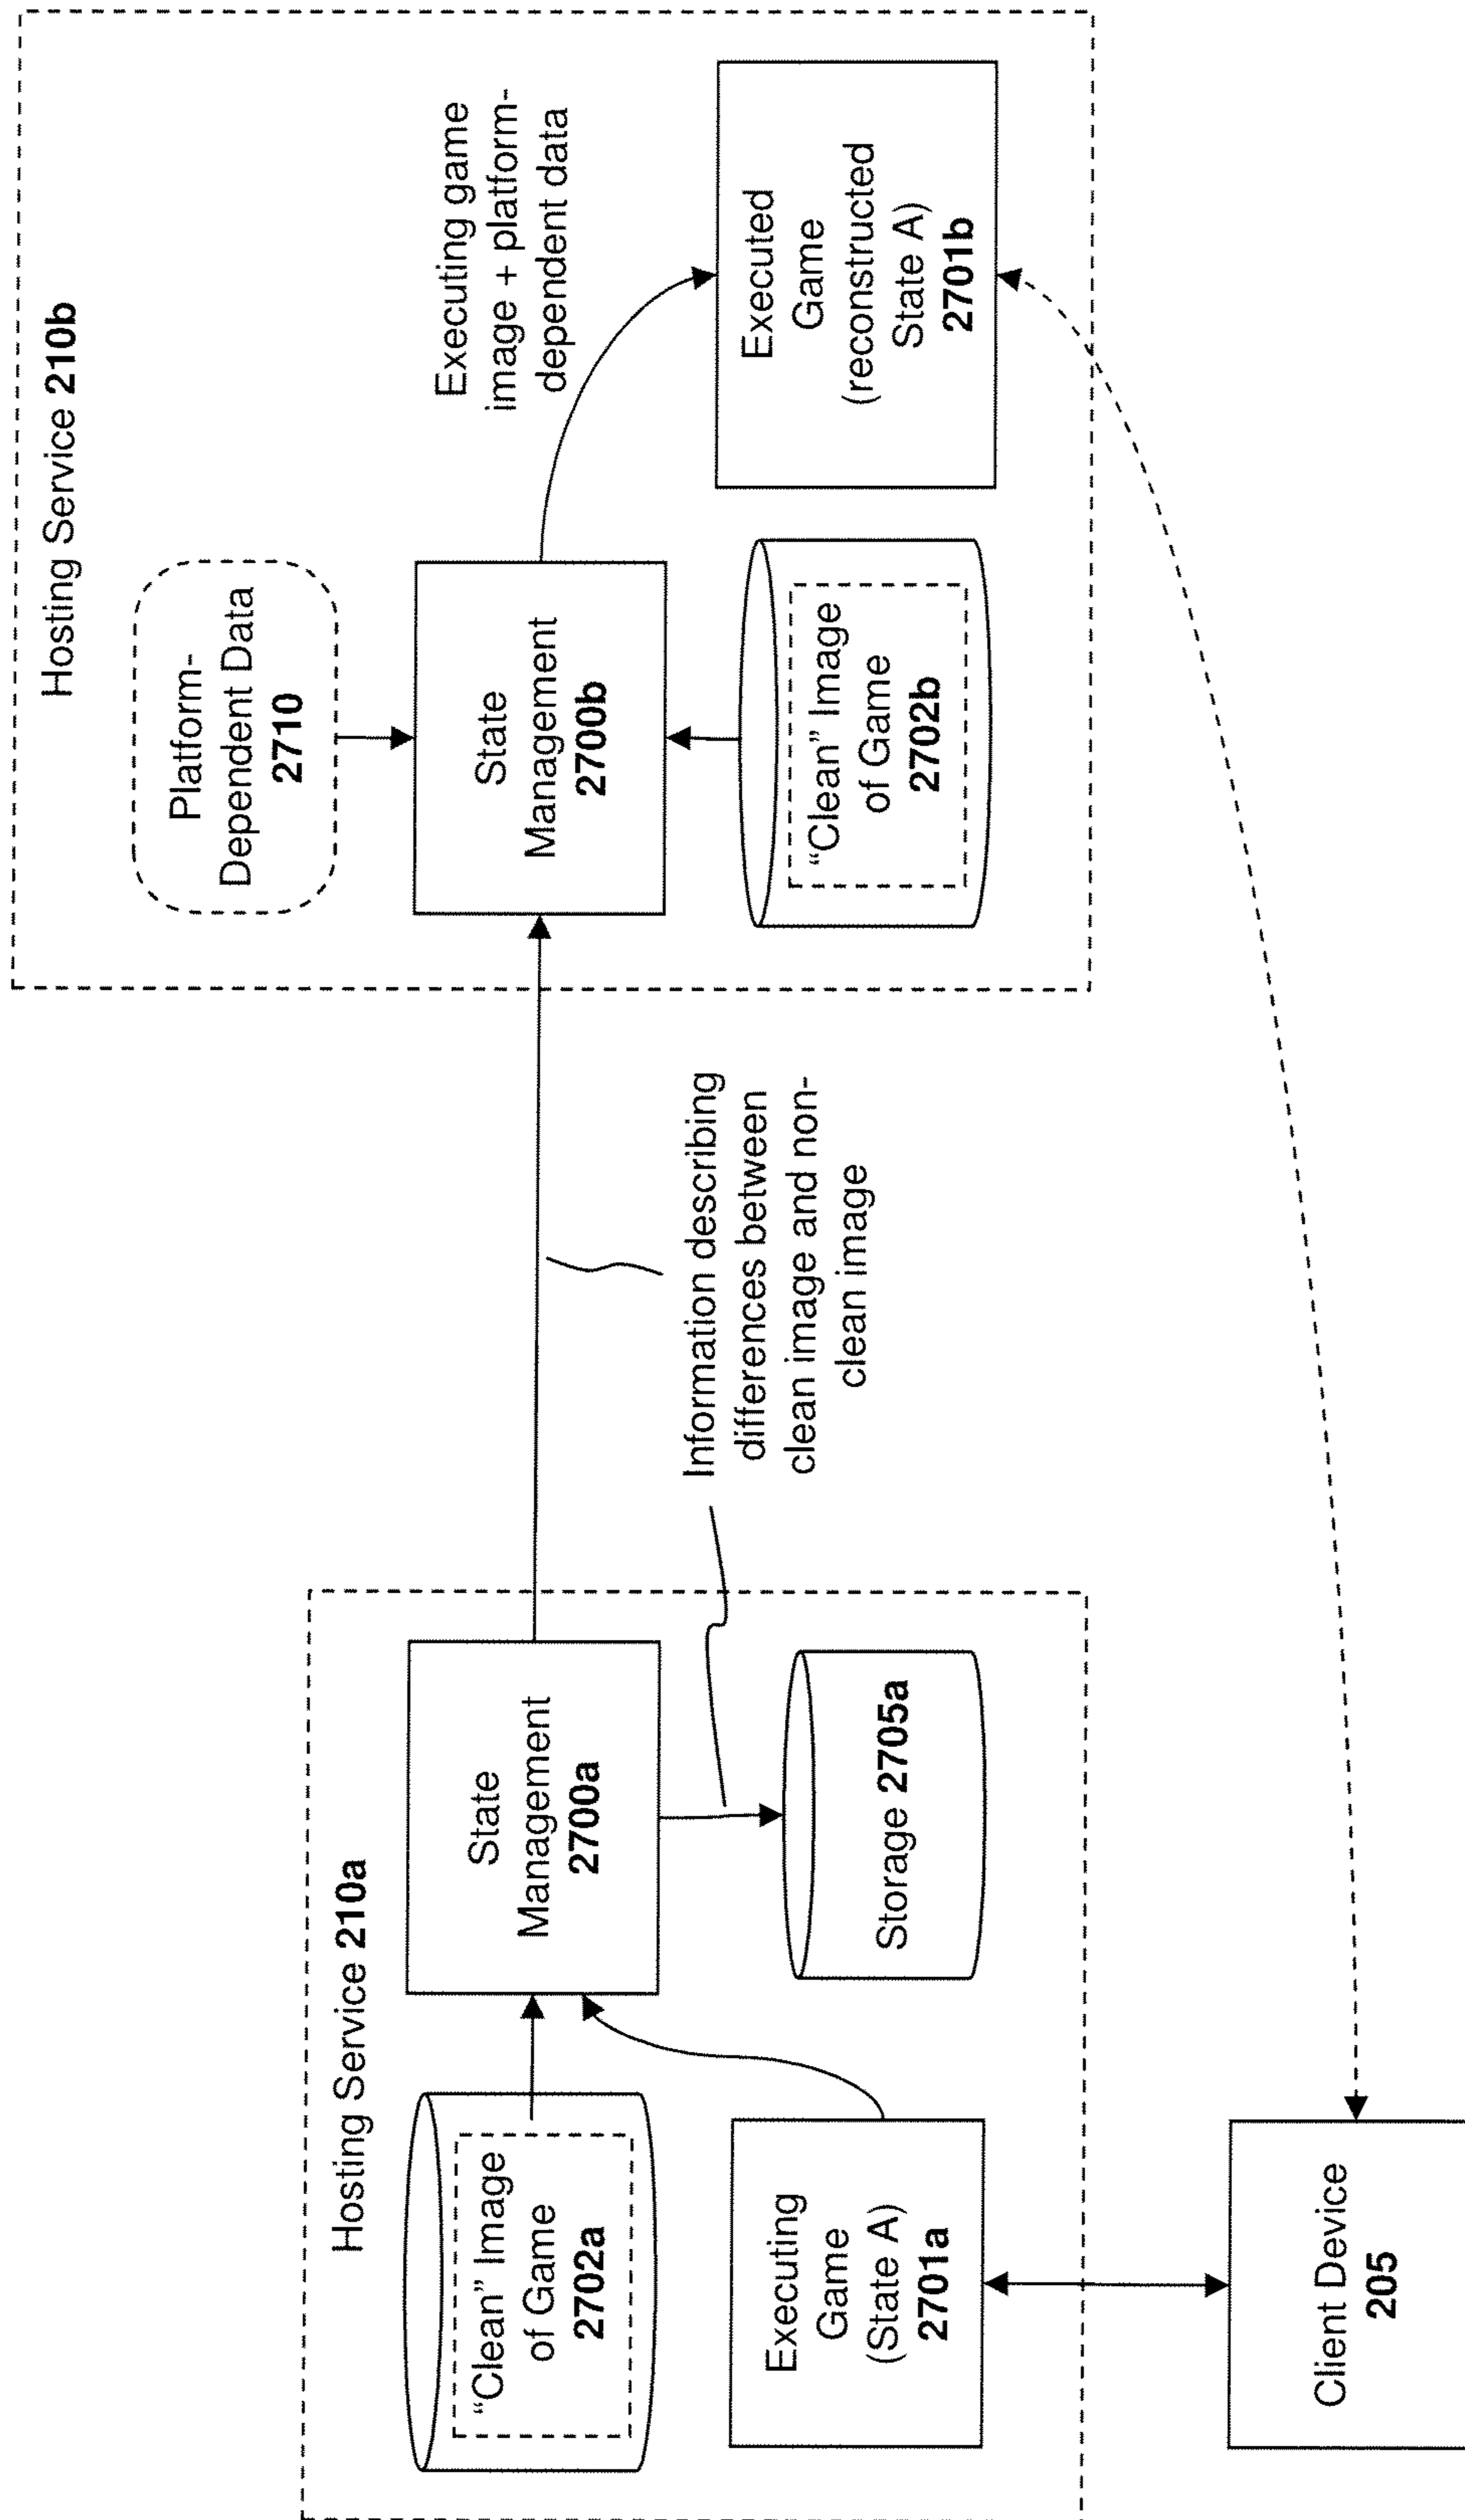 Hosting Service 210a
“Clean” Image
of Game
2702a
Executing
Game
(State A)
2701a
State
Management
2700a
Storage 2705a
Client Device
205
Information describing
differences between
clean image and non-
clean image
Hosting Service 210b
Platform-
Dependent Data
2710
State
Management
2700b
“Clean” Image
of Game
2702b
Executing game
image + platform-
dependent data
Executed
Game
(reconstructed
State A)
2701b